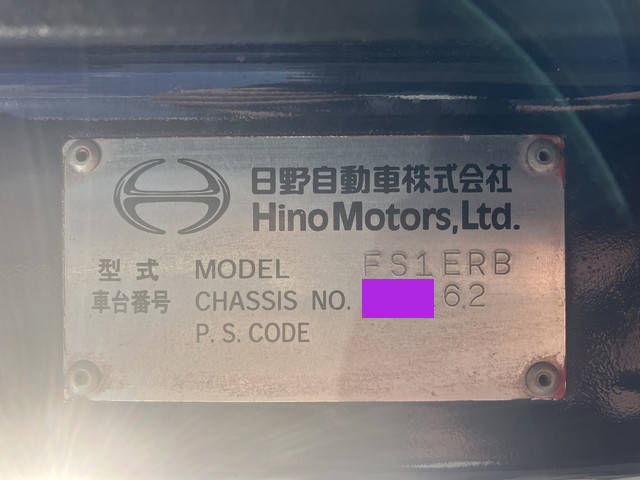 日野自動車株式会社
Hino Motors, Ltd.
型式 MODEL FS1ERB
車台番号 CHASSIS NO. 62
P.S. CODE